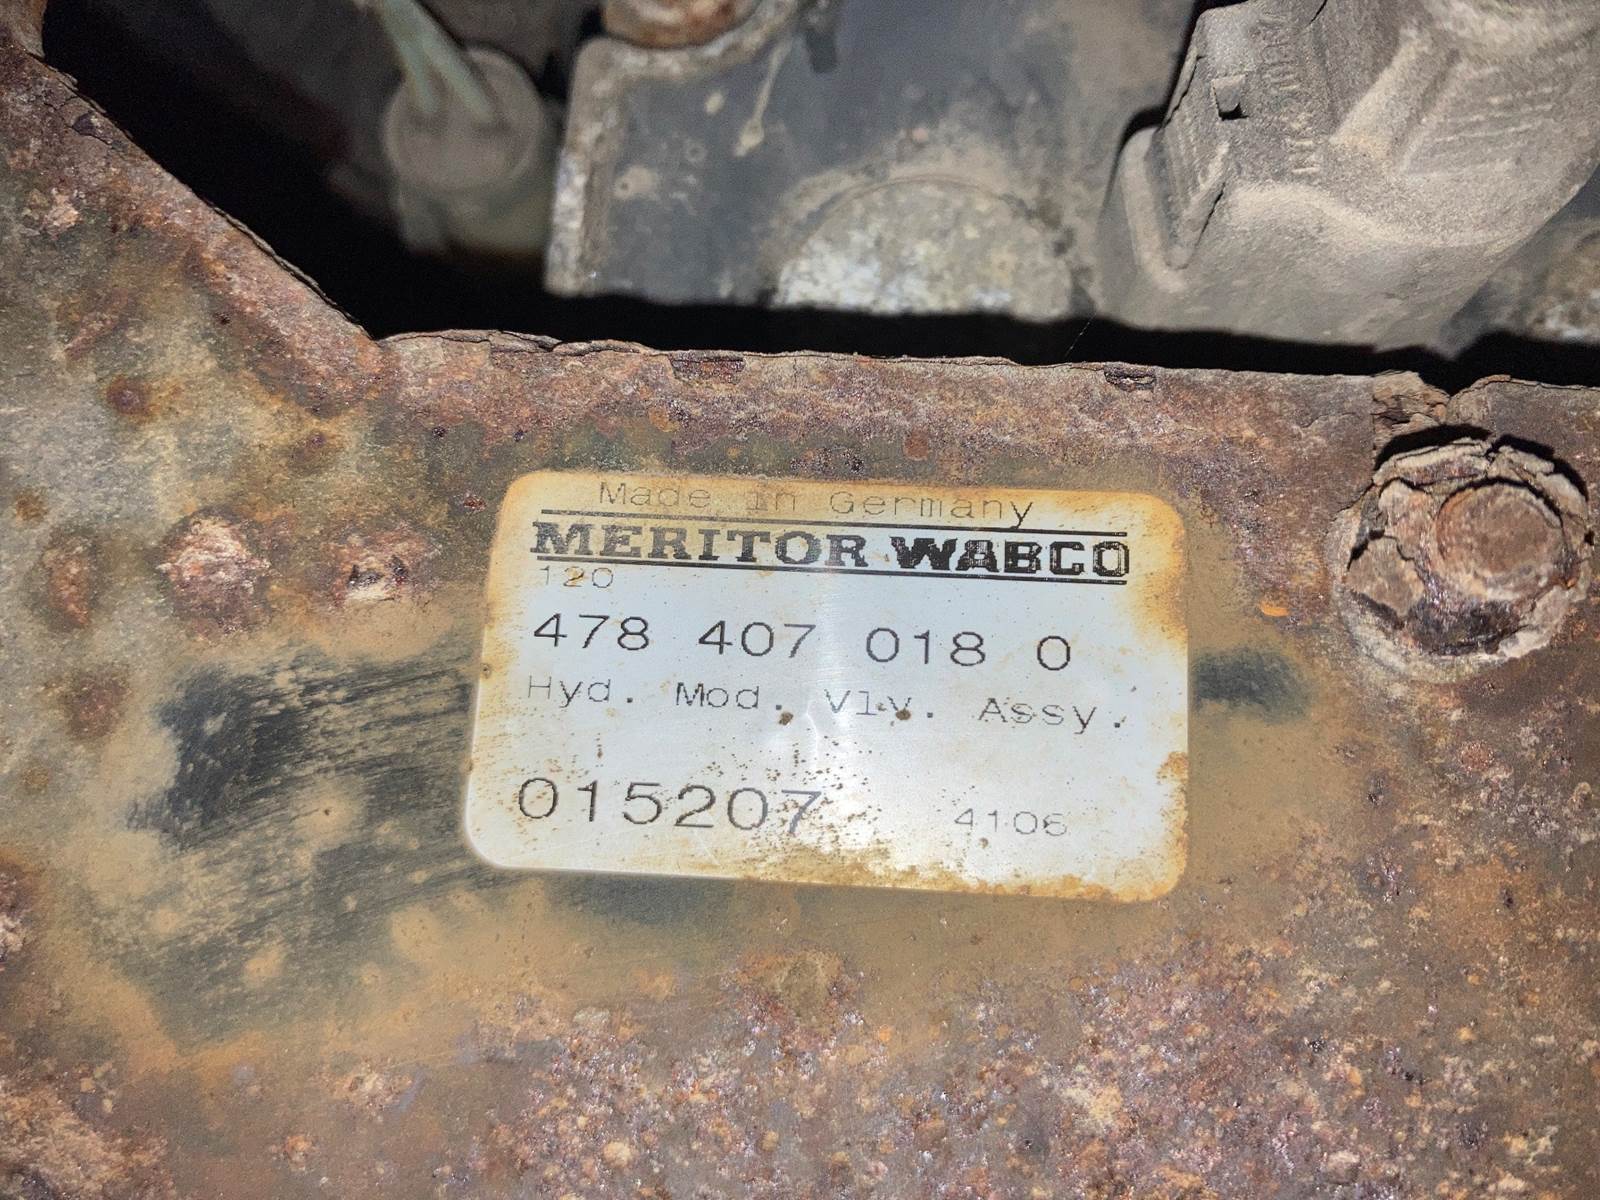 Made in Germany
MERITOR WABCO
120
478 407 018 0
Hyd. Mod. Vlv. Assy.
015207 4106